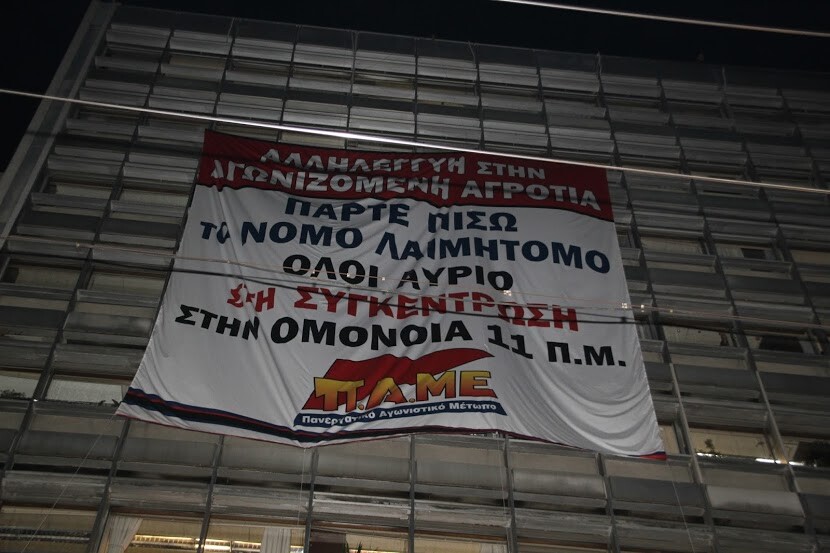 ΑΛΛΗΛΕΓΓΥΗ ΣΤΗΝ
ΑΓΩΝΙΖΟΜΕΝΗ ΑΓΡΟΤΙΑ
ΠΑΡΤΕ ΠΙΣΩ
ΤΟ ΝΟΜΟ ΛΑΙΜΗΤΟΜΟ
ΟΛΟΙ ΑΥΡΙΟ
ΣΤΗ ΣΥΓΚΕΝΤΡΩΣΗ
ΣΤΗΝ ΟΜΟΝΟΙΑ 11 Π.Μ.
Π.Α.ΜΕ
Πανεργατικό Αγωνιστικό Μέτωπο